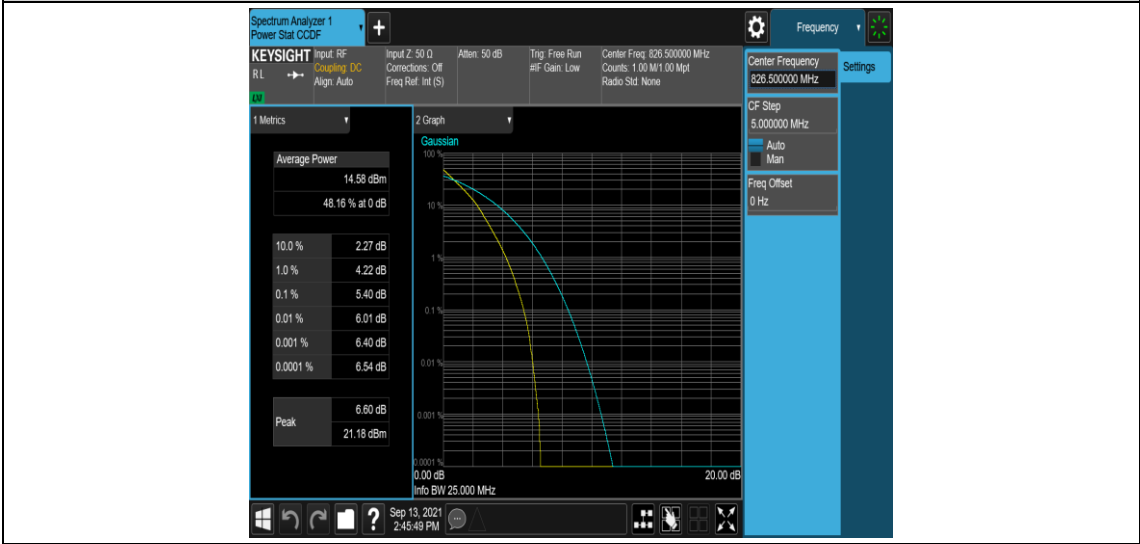 Spectrum Analyzer 1
Power Stat CCDF
+
Frequency
KEYSIGHT
RL
LM
Input: RF
Coupling: DC
Align: Auto
Input Z: 50 Ω
Corrections: Off
Freq Ref: Int (S)
Atten: 50 dB
Trig: Free Run
#IF Gain: Low
Center Freq: 826.500000 MHz
Counts: 1.00 M/1.00 Mpt
Radio Std: None
Center Frequency
826.500000 MHz
Settings
CF Step
5.000000 MHz
Auto
Man
Freq Offset
0 Hz
1 Metrics
Average Power
14.58 dBm
48.16 % at 0 dB
10.0 % 2.27 dB
1.0 % 4.22 dB
0.1 % 5.40 dB
0.01 % 6.01 dB
0.001 % 6.40 dB
0.0001 % 6.54 dB
Peak
6.60 dB
21.18 dBm
2 Graph
Gaussian
100 %
10 %
1 %
0.1 %
0.01 %
0.001 %
0.0001 %
0.00 dB 20.00 dB
Info BW 25.000 MHz
?
Sep 13, 2021
2:45:49 PM